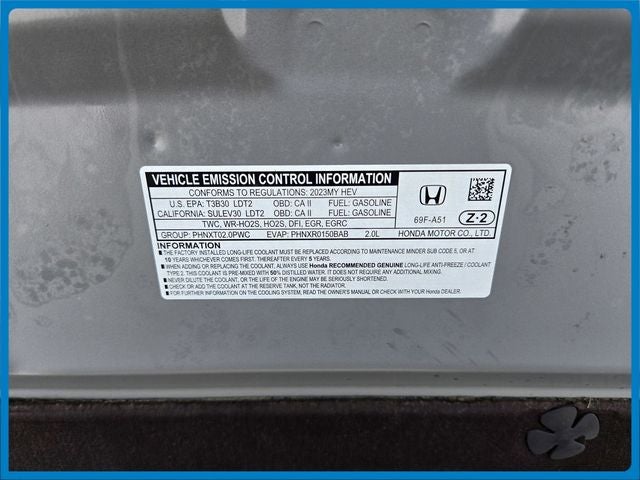 VEHICLE EMISSION CONTROL INFORMATION
CONFORMS TO REGULATIONS: 2023MY HEV
U.S. EPA: T3B30 LDT2 OBD: CA II FUEL: GASOLINE
CALIFORNIA: SULEV30 LDT2 OBD: CA II FUEL: GASOLINE
TWC, WR-HO2S, HO2S, DFI, EGR, EGRC
GROUP: PHNXT02.0PWC EVAP: PHNXR0150BAB 2.0L
69F-A51
Z·2
HONDA MOTOR CO., LTD.
INFORMATION
■ THE FACTORY INSTALLED LONG-LIFE COOLANT MUST BE CHANGED ACCORDING TO MAINTENANCE MINDER SUB CODE 5, OR AT
10 YEARS WHICHEVER COMES FIRST. THEREAFTER EVERY 5 YEARS.
■ WHEN ADDING OR REPLACING THE COOLANT, ALWAYS USE Honda RECOMMENDED GENUINE LONG-LIFE ANTI-FREEZE / COOLANT
TYPE 2. THIS COOLANT IS PRE-MIXED WITH 50% DISTILLED WATER. IT DOES NOT REQUIRE ANY ADDITIONAL MIXING.
■ NEVER DILUTE THE COOLANT, OR THE LIFE OF THE ENGINE MAY BE SERIOUSLY SHORTENED.
■ CHECK OR ADD THE COOLANT AT THE RESERVE TANK, NOT THE RADIATOR.
■ FOR FURTHER INFORMATION ON THE COOLING SYSTEM, READ THE OWNER'S MANUAL OR CHECK WITH YOUR Honda DEALER.